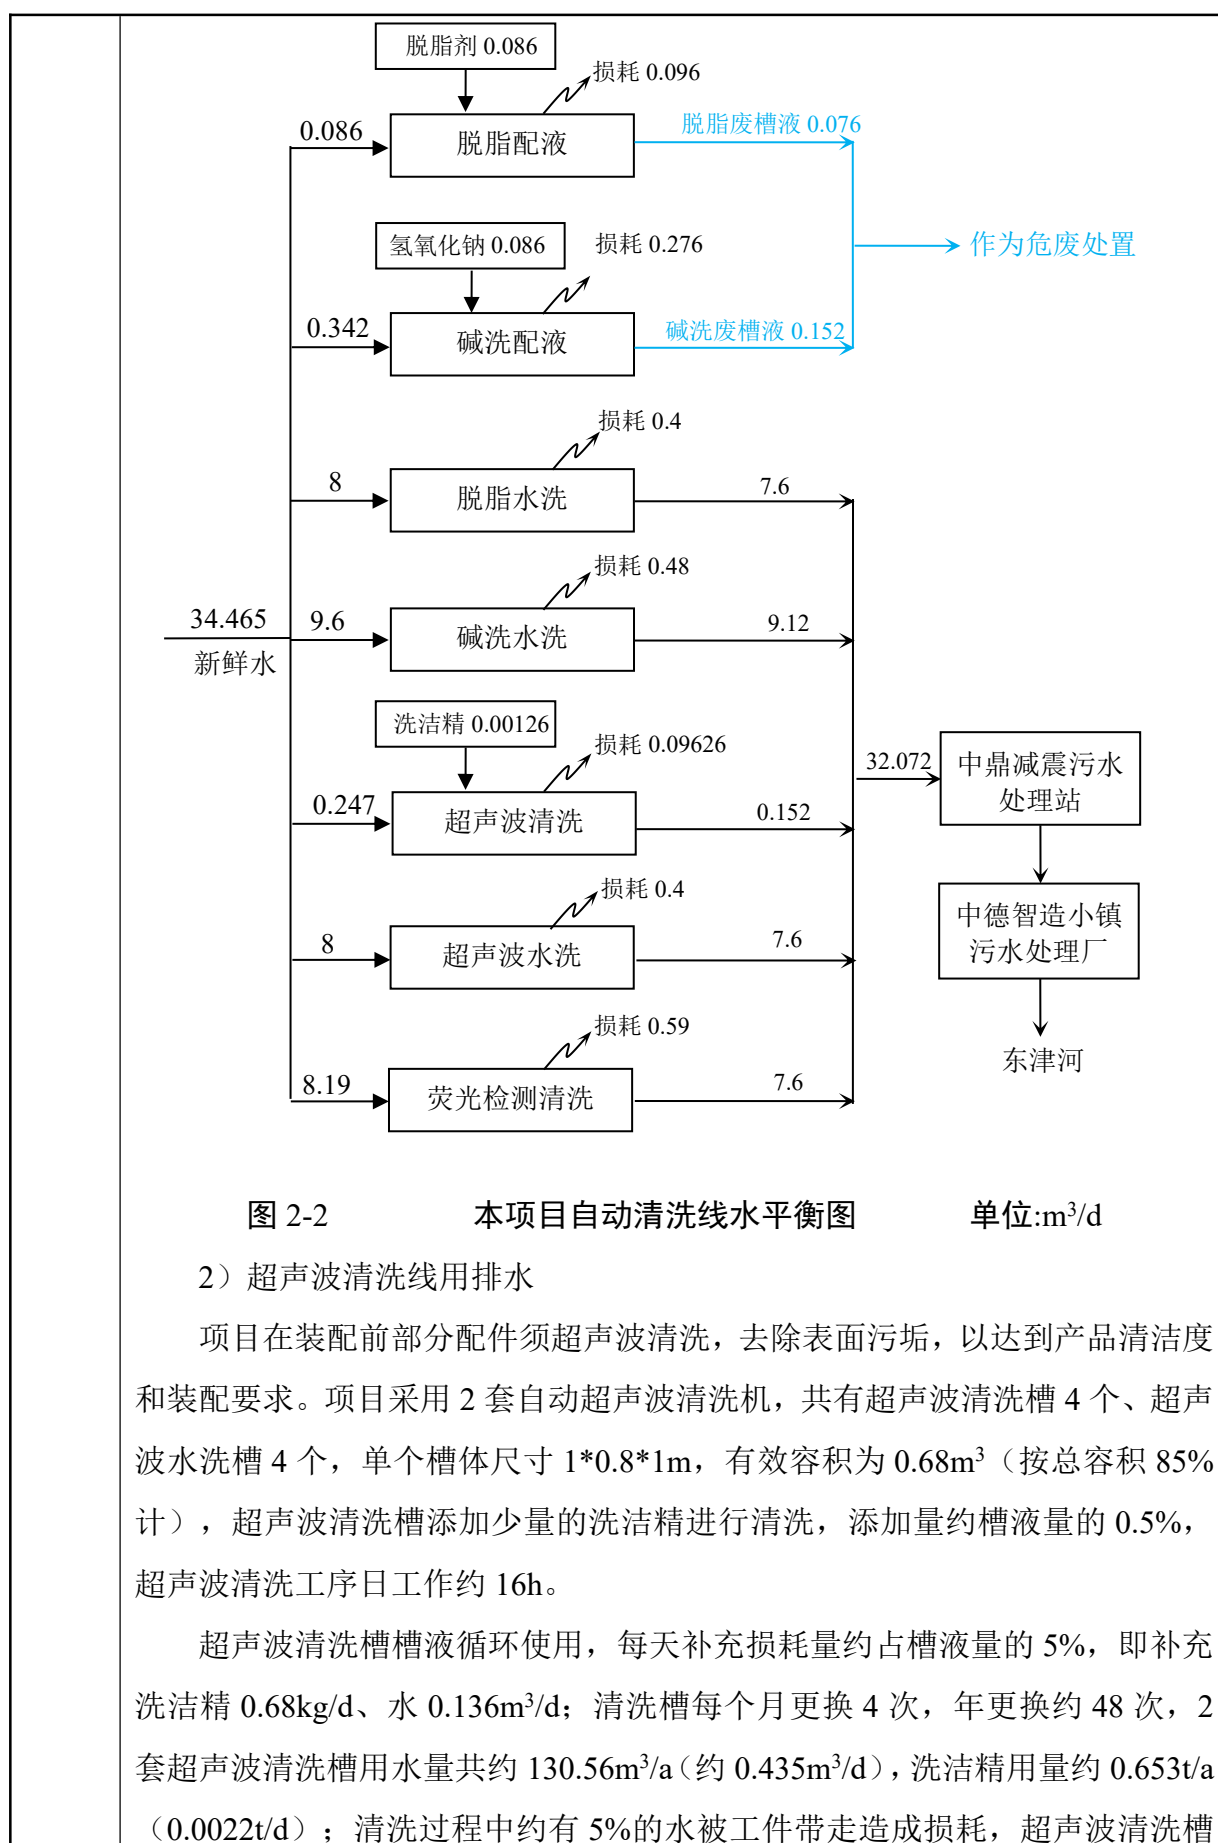 脱脂剂 0.086
损耗 0.096
0.086
脱脂配液
脱脂废槽液 0.076
氢氧化钠 0.086
损耗 0.276
作为危废处置
0.342
碱洗配液
碱洗废槽液 0.152
损耗 0.4
8
脱脂水洗
7.6
损耗 0.48
34.465
新鲜水
9.6
碱洗水洗
9.12
洗洁精 0.00126
损耗 0.09626
0.247
超声波清洗
0.152
32.072
中鼎减震污水
处理站
损耗 0.4
8
超声波水洗
7.6
中德智造小镇
污水处理厂
损耗 0.59
8.19
荧光检测清洗
7.6
东津河
图 2-2 本项目自动清洗线水平衡图 单位:m³/d
2）超声波清洗线用排水
项目在装配前部分配件须超声波清洗，去除表面污垢，以达到产品清洁度
和装配要求。项目采用 2 套自动超声波清洗机，共有超声波清洗槽 4 个、超声
波水洗槽 4 个，单个槽体尺寸 1*0.8*1m，有效容积为 0.68m³（按总容积 85%
计），超声波清洗槽添加少量的洗洁精进行清洗，添加量约槽液量的 0.5%，
超声波清洗工序日工作约 16h。
超声波清洗槽槽液循环使用，每天补充损耗量约占槽液量的 5%，即补充
洗洁精 0.68kg/d、水 0.136m³/d；清洗槽每个月更换 4 次，年更换约 48 次，2
套超声波清洗槽用水量共约 130.56m³/a（约 0.435m³/d），洗洁精用量约 0.653t/a
（0.0022t/d）；清洗过程中约有 5%的水被工件带走造成损耗，超声波清洗槽